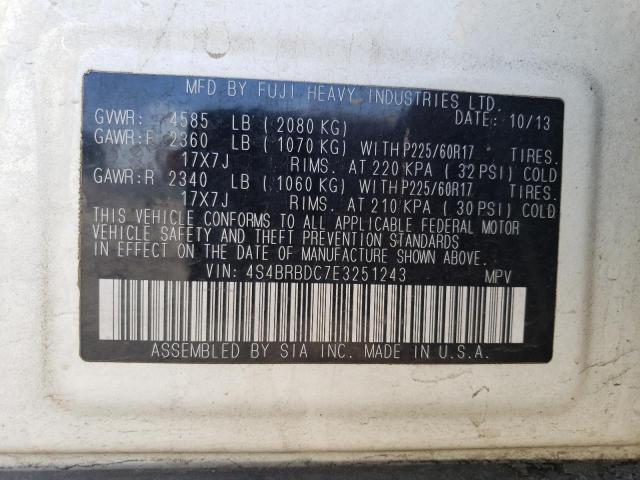 MFD BY FUJI HEAVY INDUSTRIES LTD.
GVWR: 4585 LB ( 2080 KG) DATE: 10/13
GAWR:F 2360 LB ( 1070 KG) WITH P225/60R17 TIRES.
17X7J RIMS. AT 220 KPA ( 32 PSI) COLD
GAWR:R 2340 LB ( 1060 KG) WITH P225/60R17 TIRES.
17X7J RIMS. AT 210 KPA ( 30 PSI) COLD
THIS VEHICLE CONFORMS TO ALL APPLICABLE FEDERAL MOTOR
VEHICLE SAFETY AND THEFT PREVENTION STANDARDS
IN EFFECT ON THE DATE OF MANUFACTURE SHOWN ABOVE.
VIN: 4S4BRBDC7E3251243 MPV
ASSEMBLED BY SIA INC. MADE IN U.S.A.